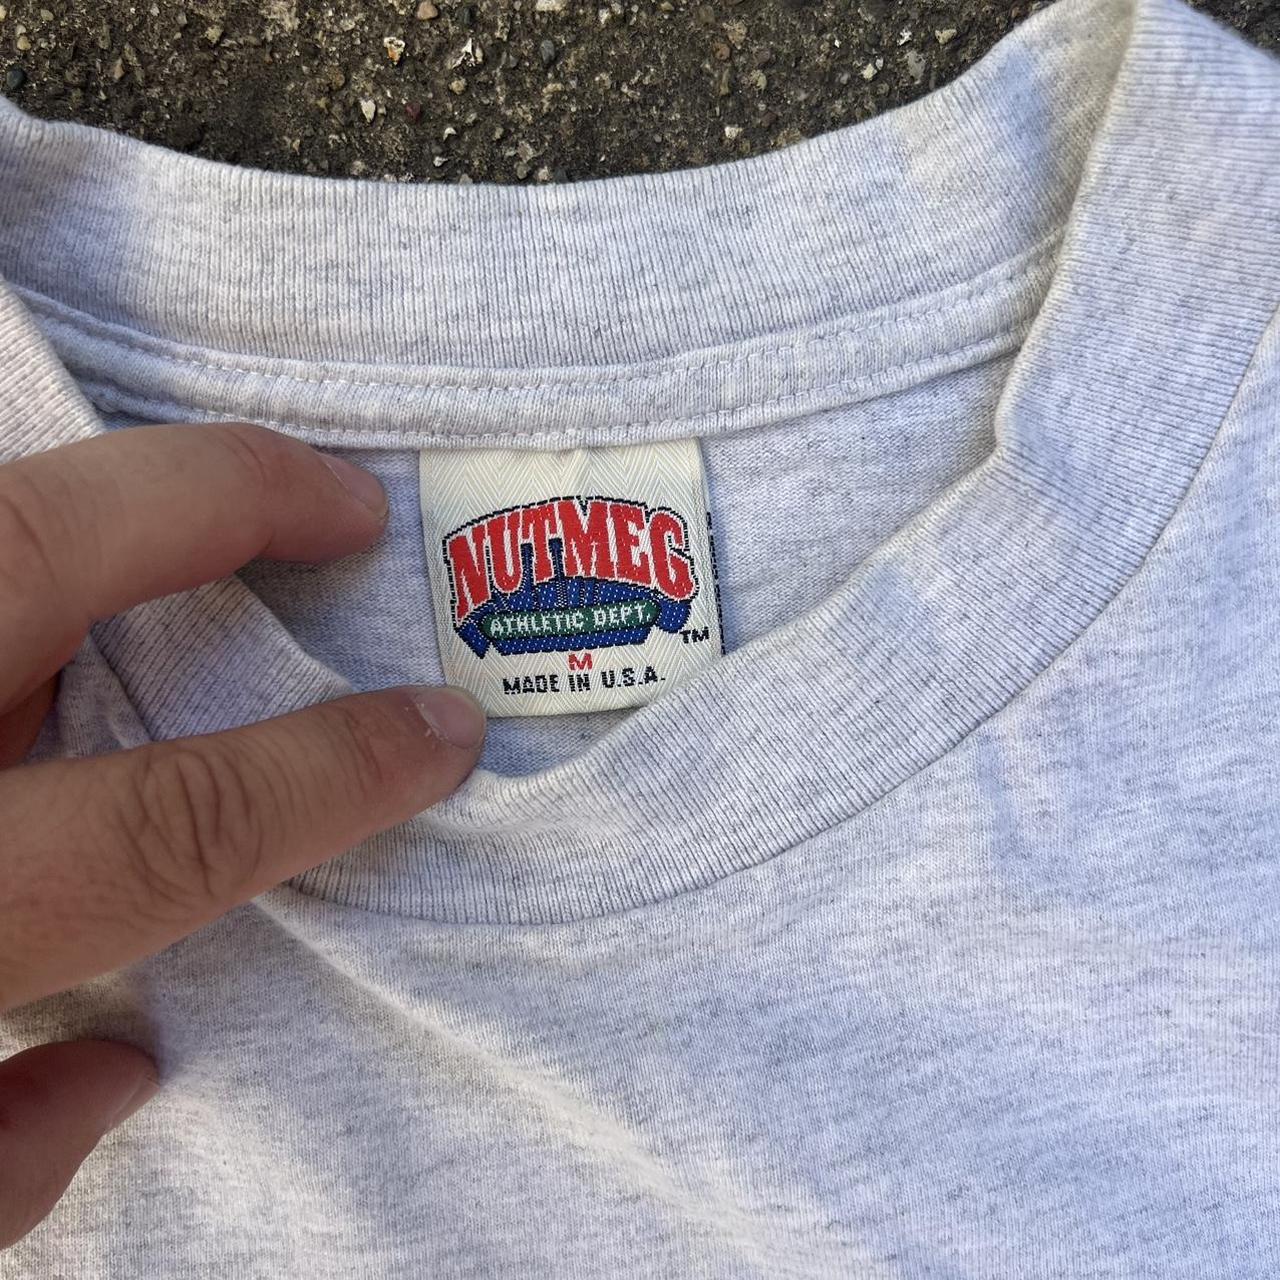 NUTMEG
ATHLETIC DEPT.
TM
M
MADE IN U.S.A.